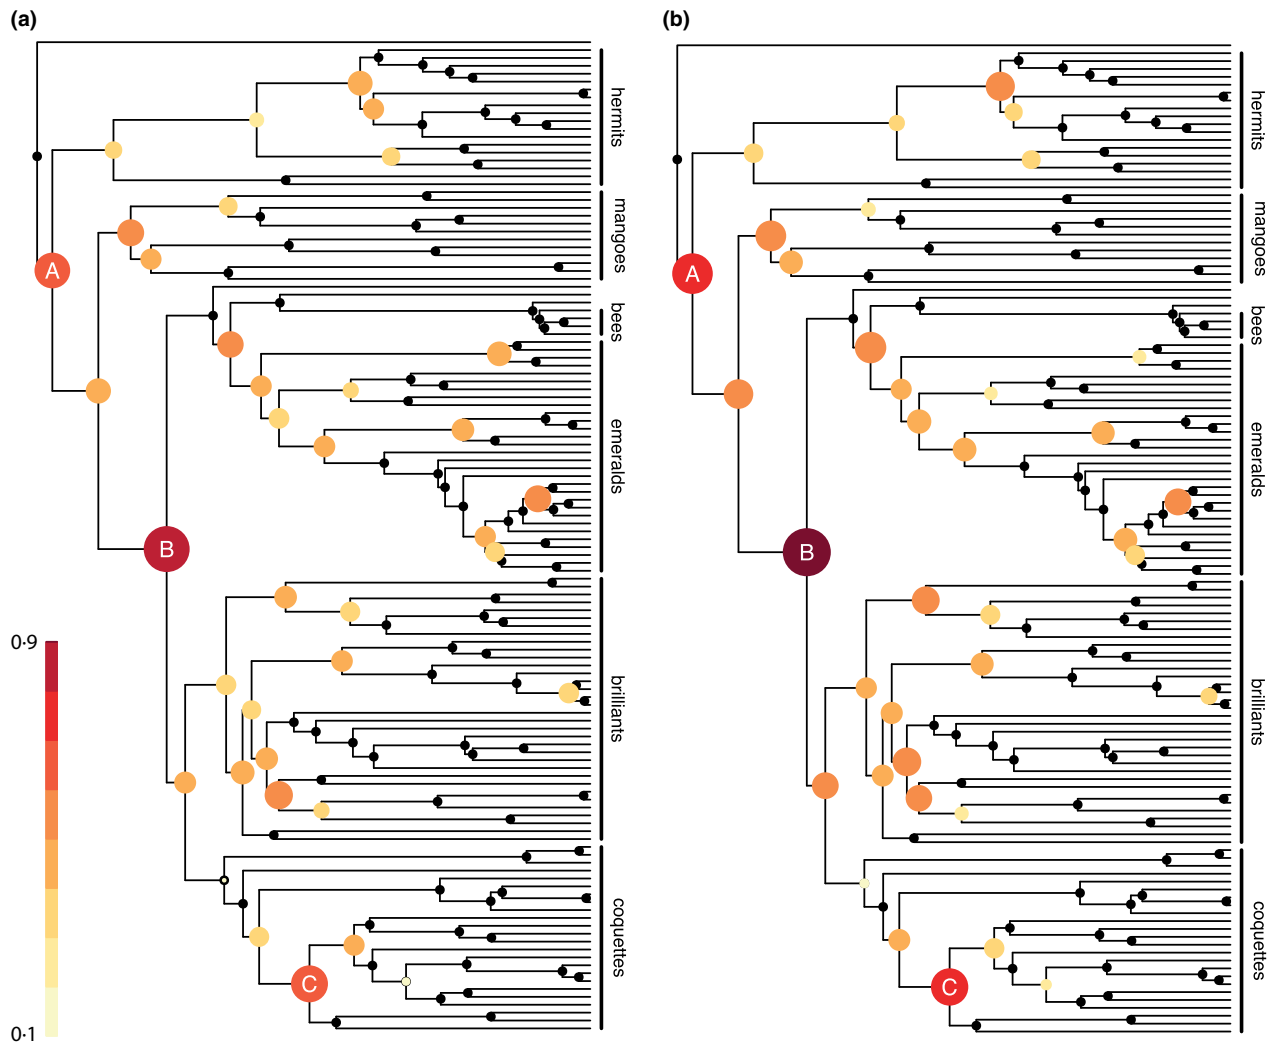 (a)
hermits
mangoes
bees
emeralds
brilliants
coquettes
A
B
C
0·9
0·1
(b)
hermits
mangoes
bees
emeralds
brilliants
coquettes
A
B
C